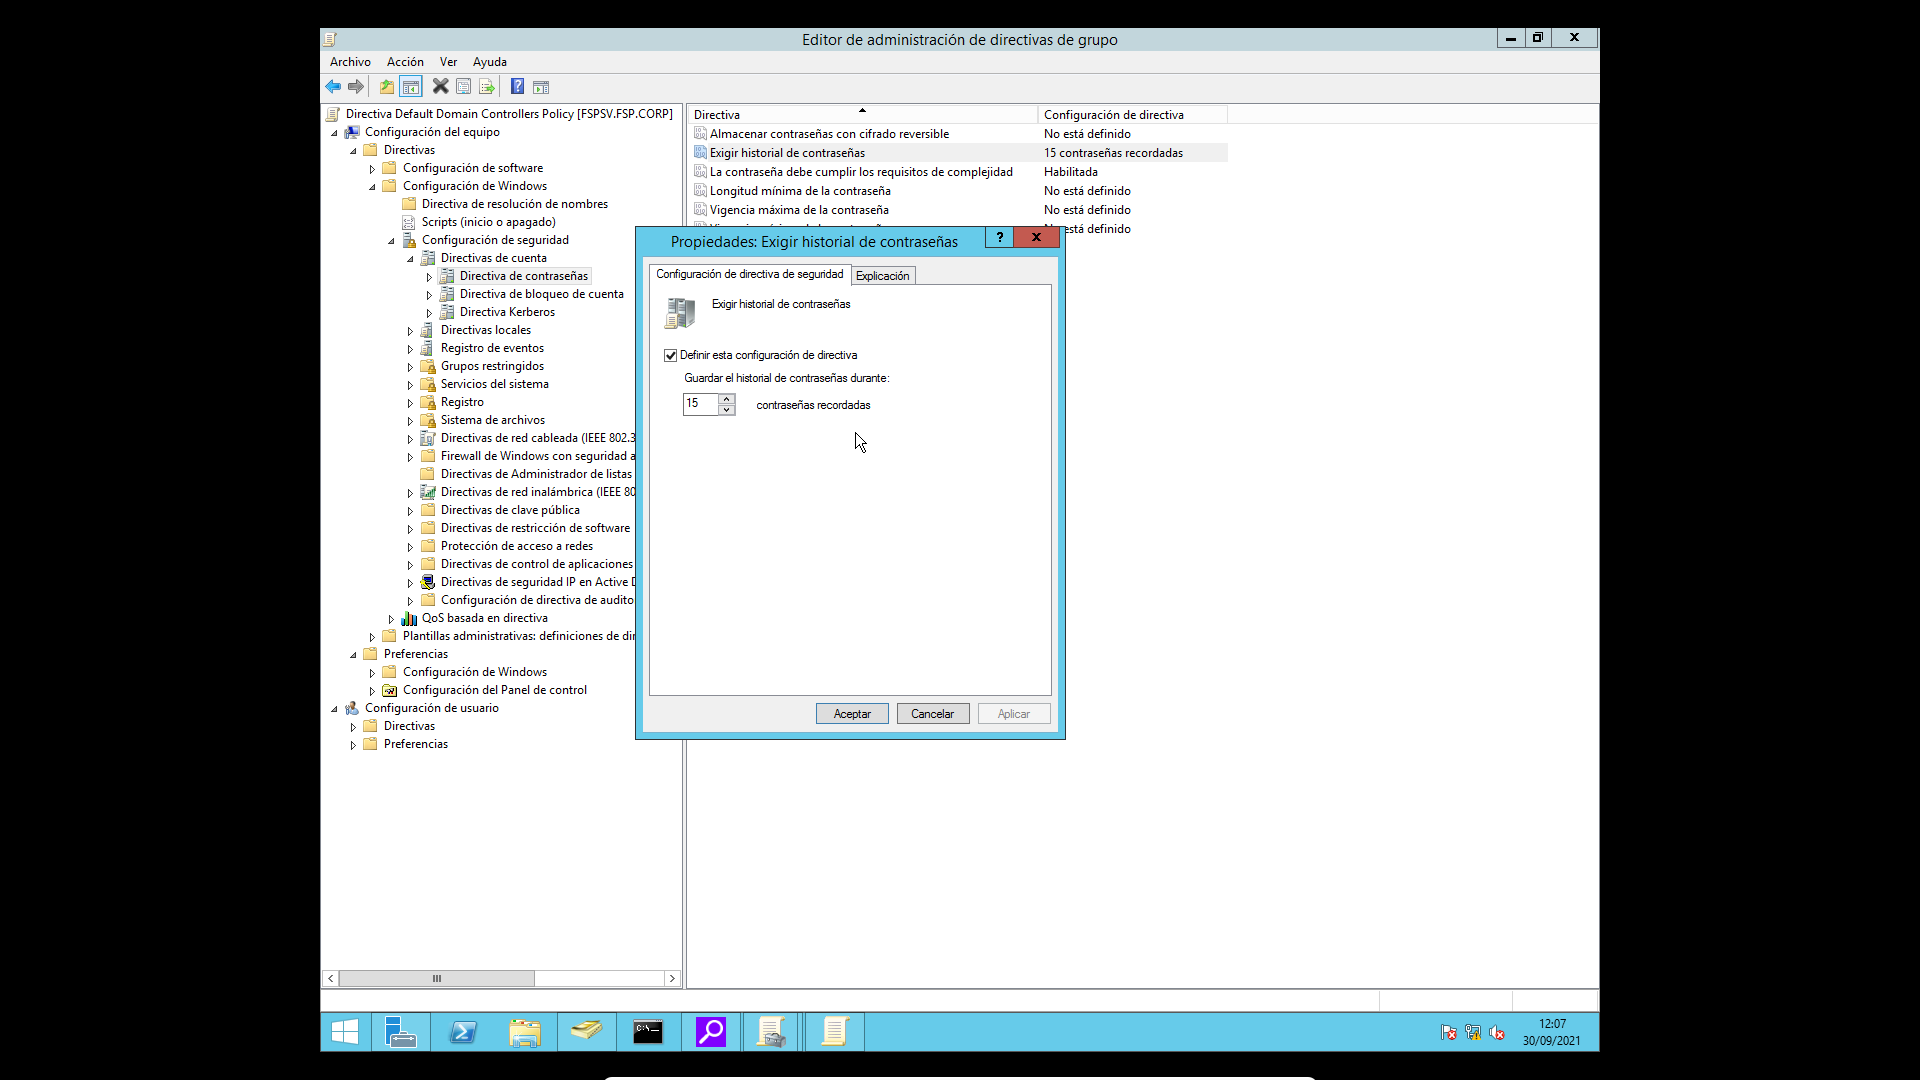 Editor de administración de directivas de grupo
Archivo Acción Ver Ayuda
Directiva Default Domain Controllers Policy [FSPSV.FSP.CORP]
Configuración del equipo
Directivas
Configuración de software
Configuración de Windows
Directiva de resolución de nombres
Scripts (inicio o apagado)
Configuración de seguridad
Directivas de cuenta
Directiva de contraseñas
Directiva de bloqueo de cuenta
Directiva Kerberos
Directivas locales
Registro de eventos
Grupos restringidos
Servicios del sistema
Registro
Sistema de archivos
Directivas de red cableada (IEEE 802.3
Firewall de Windows con seguridad a
Directivas de Administrador de listas
Directivas de red inalámbrica (IEEE 80
Directivas de clave pública
Directivas de restricción de software
Protección de acceso a redes
Directivas de control de aplicaciones
Directivas de seguridad IP en Active D
Configuración de directiva de audito
QoS basada en directiva
Plantillas administrativas: definiciones de dir
Preferencias
Configuración de Windows
Configuración del Panel de control
Configuración de usuario
Directivas
Preferencias
Directiva Configuración de directiva
Almacenar contraseñas con cifrado reversible No está definido
Exigir historial de contraseñas 15 contraseñas recordadas
La contraseña debe cumplir los requisitos de complejidad Habilitada
Longitud mínima de la contraseña No está definido
Vigencia máxima de la contraseña No está definido
está definido
Propiedades: Exigir historial de contraseñas
Configuración de directiva de seguridad Explicación
Exigir historial de contraseñas
Definir esta configuración de directiva
Guardar el historial de contraseñas durante:
15 contraseñas recordadas
Aceptar Cancelar Aplicar
12:07
30/09/2021